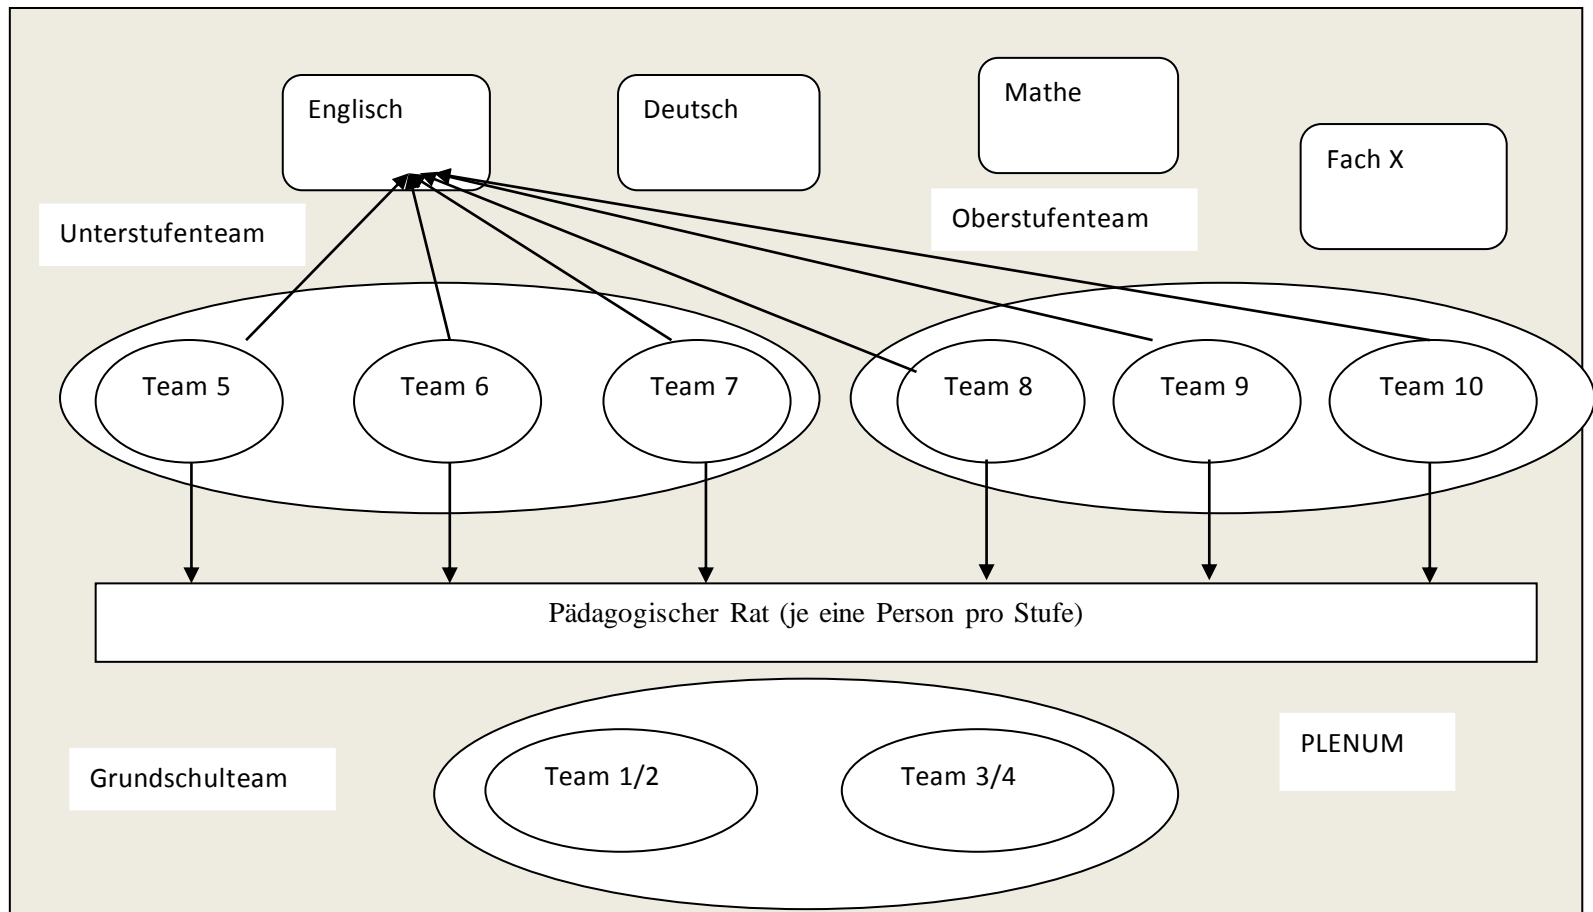 Englisch
Deutsch
Mathe
Fach X
Unterstufenteam
Oberstufenteam
Team 5
Team 6
Team 7
Team 8
Team 9
Team 10
Pädagogischer Rat (je eine Person pro Stufe)
Grundschulteam
Team 1/2
Team 3/4
PLENUM